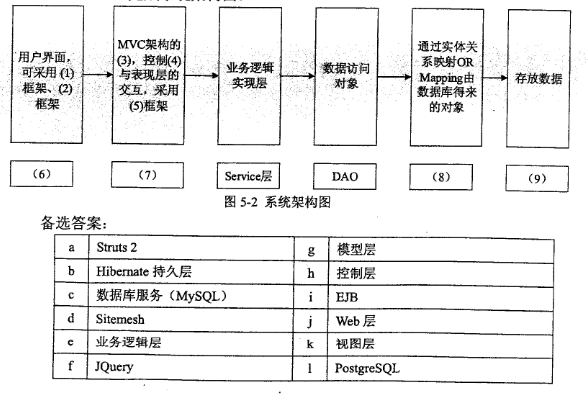 用户界面，
可采用(1)
框架、(2)
框架
MVC架构的
(3)，控制(4)
与表现层的
交互，采用
(5)框架
业务逻辑
实现层
数据访问
对象
通过实体关
系映射OR
Mapping由
数据库得来
的对象
存放数据
（6）
（7）
Service层
DAO
（8）
（9）
图 5-2 系统架构图
备选答案：
a Struts 2 g 模型层
b Hibernate 持久层 h 控制层
c 数据库服务（MySQL） i EJB
d Sitemesh j Web 层
e 业务逻辑层 k 视图层
f JQuery l PostgreSQL